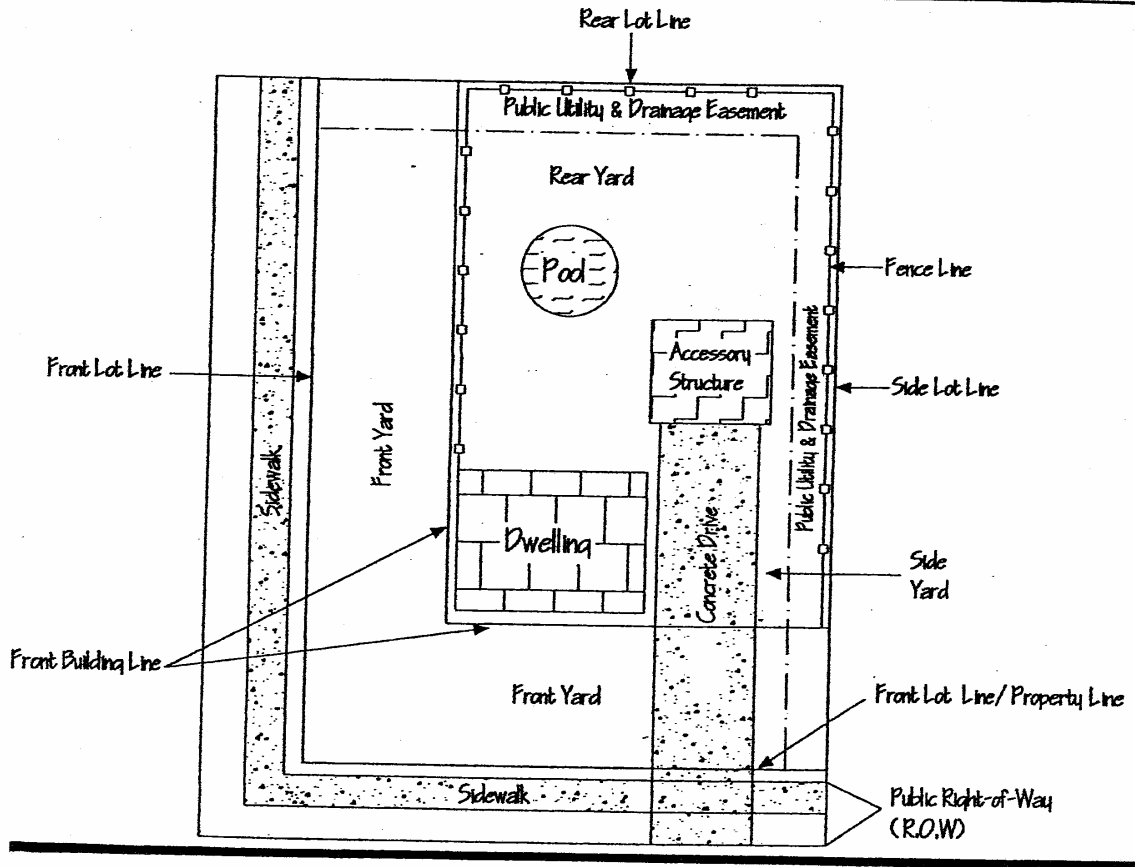 Rear Lot Line
Public Utility & Drainage Easement
Rear Yard
Pool
Fence Line
Accessory
Structure
Front Lot Line
Side Lot Line
Public Utility & Drainage Easement
Front Yard
Sidewalk
Dwelling
Concrete Drive
Side
Yard
Front Building Line
Front Yard
Front Lot Line/Property Line
Sidewalk
Public Right-of-Way
(R.O.W)